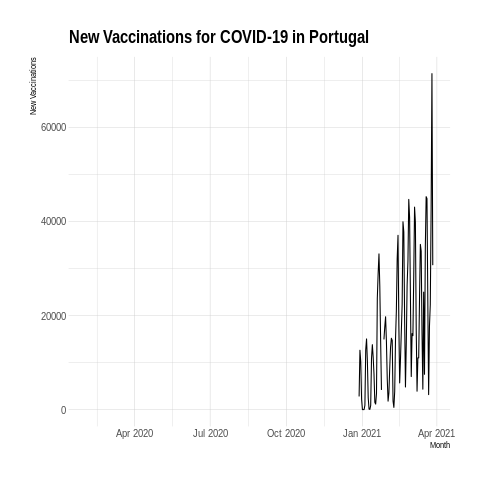 New Vaccinations for COVID-19 in Portugal
New Vaccinations
60000
40000
20000
0
Apr 2020 Jul 2020 Oct 2020 Jan 2021 Apr 2021
Month